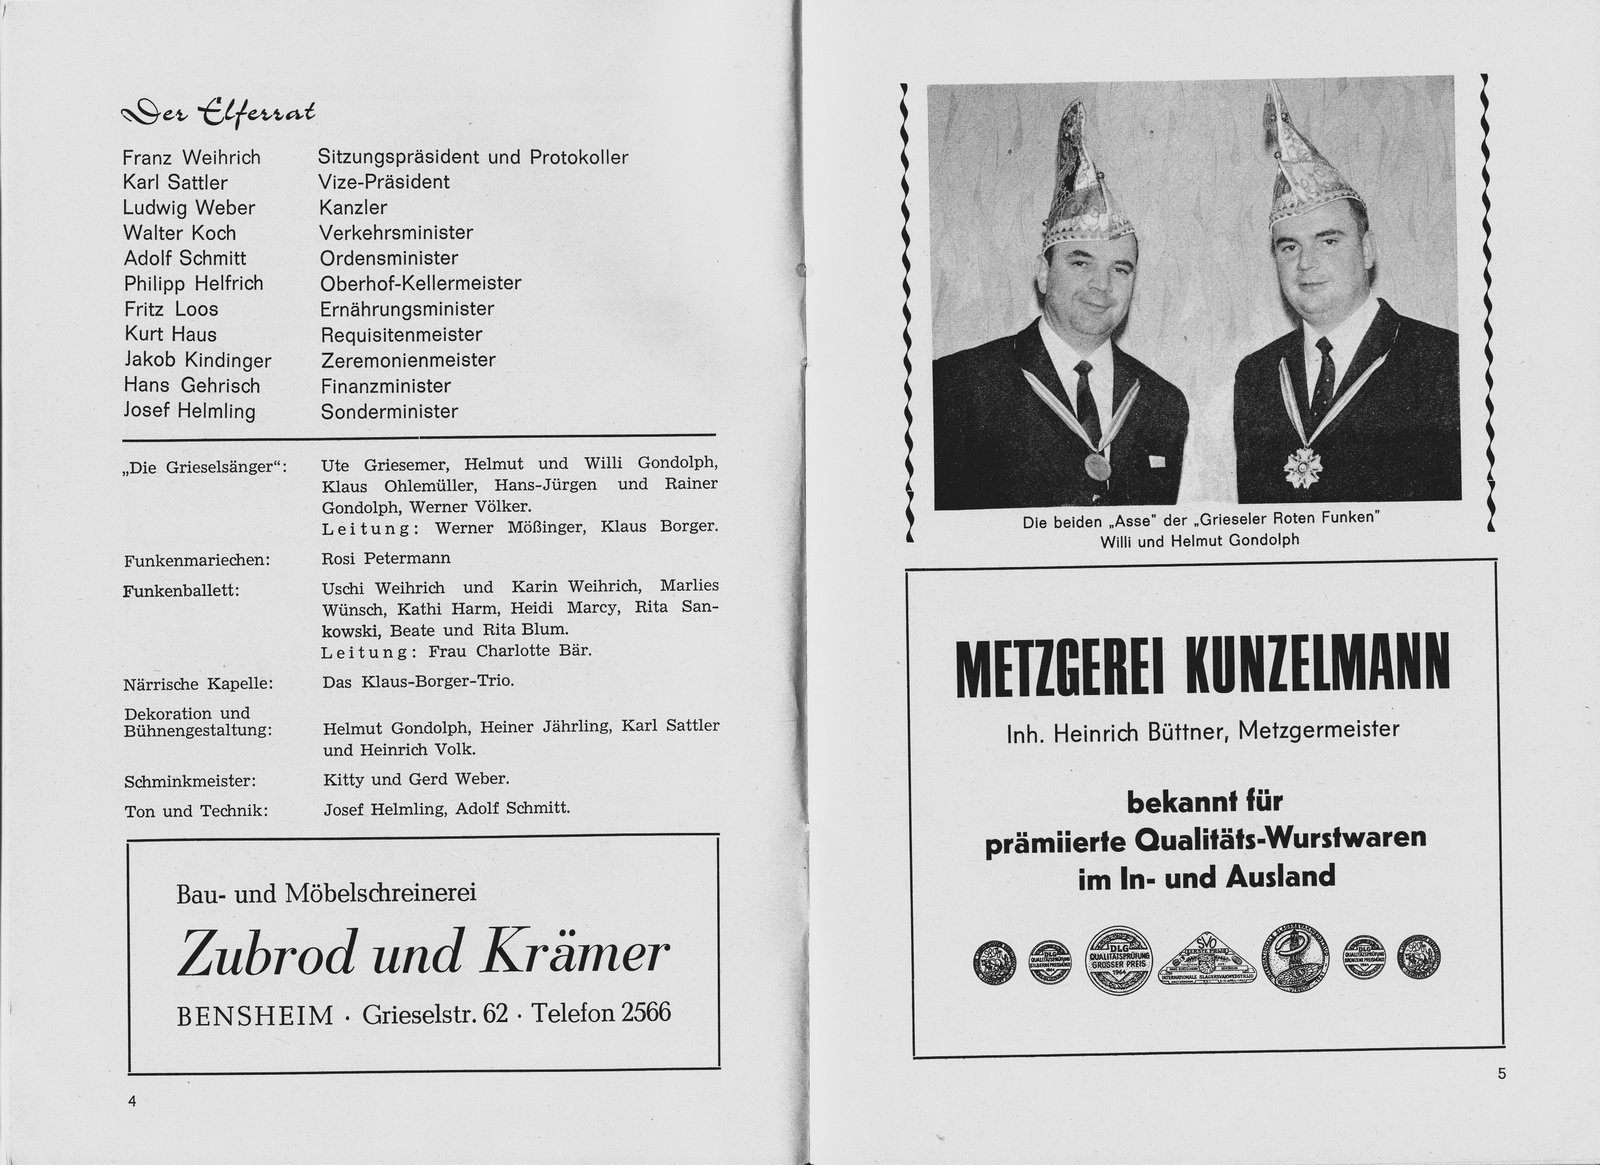 Der Elferrat
Franz Weihrich Sitzungspräsident und Protokoller
Karl Sattler Vize-Präsident
Ludwig Weber Kanzler
Walter Koch Verkehrsminister
Adolf Schmitt Ordensminister
Philipp Helfrich Oberhof-Kellermeister
Fritz Loos Ernährungsminister
Kurt Haus Requisitenmeister
Jakob Kindinger Zeremonienmeister
Hans Gehrisch Finanzminister
Josef Helmling Sonderminister
„Die Grieselsänger“: Ute Griesemer, Helmut und Willi Gondolph,
Klaus Ohlemüller, Hans-Jürgen und Rainer
Gondolph, Werner Völker.
Leitung: Werner Mößinger, Klaus Borger.
Funkenmariechen: Rosi Petermann
Funkenballett: Uschi Weihrich und Karin Weihrich, Marlies
Wünsch, Kathi Harm, Heidi Marcy, Rita San-
kowski, Beate und Rita Blum.
Leitung: Frau Charlotte Bär.
Närrische Kapelle: Das Klaus-Borger-Trio.
Dekoration und
Bühnengestaltung: Helmut Gondolph, Heiner Jährling, Karl Sattler
und Heinrich Volk.
Schminkmeister: Kitty und Gerd Weber.
Ton und Technik: Josef Helmling, Adolf Schmitt.
Bau- und Möbelschreinerei
Zubrod und Krämer
BENSHEIM · Grieselstr. 62 · Telefon 2566
4
Die beiden „Asse" der „Grieseler Roten Funken"
Willi und Helmut Gondolph
METZGEREI KUNZELMANN
Inh. Heinrich Büttner, Metzgermeister
bekannt für
prämiierte Qualitäts-Wurstwaren
im In- und Ausland
DLG
QUALITÄTSPRÜFUNG
GROSSER PREIS
1964
SVO
5